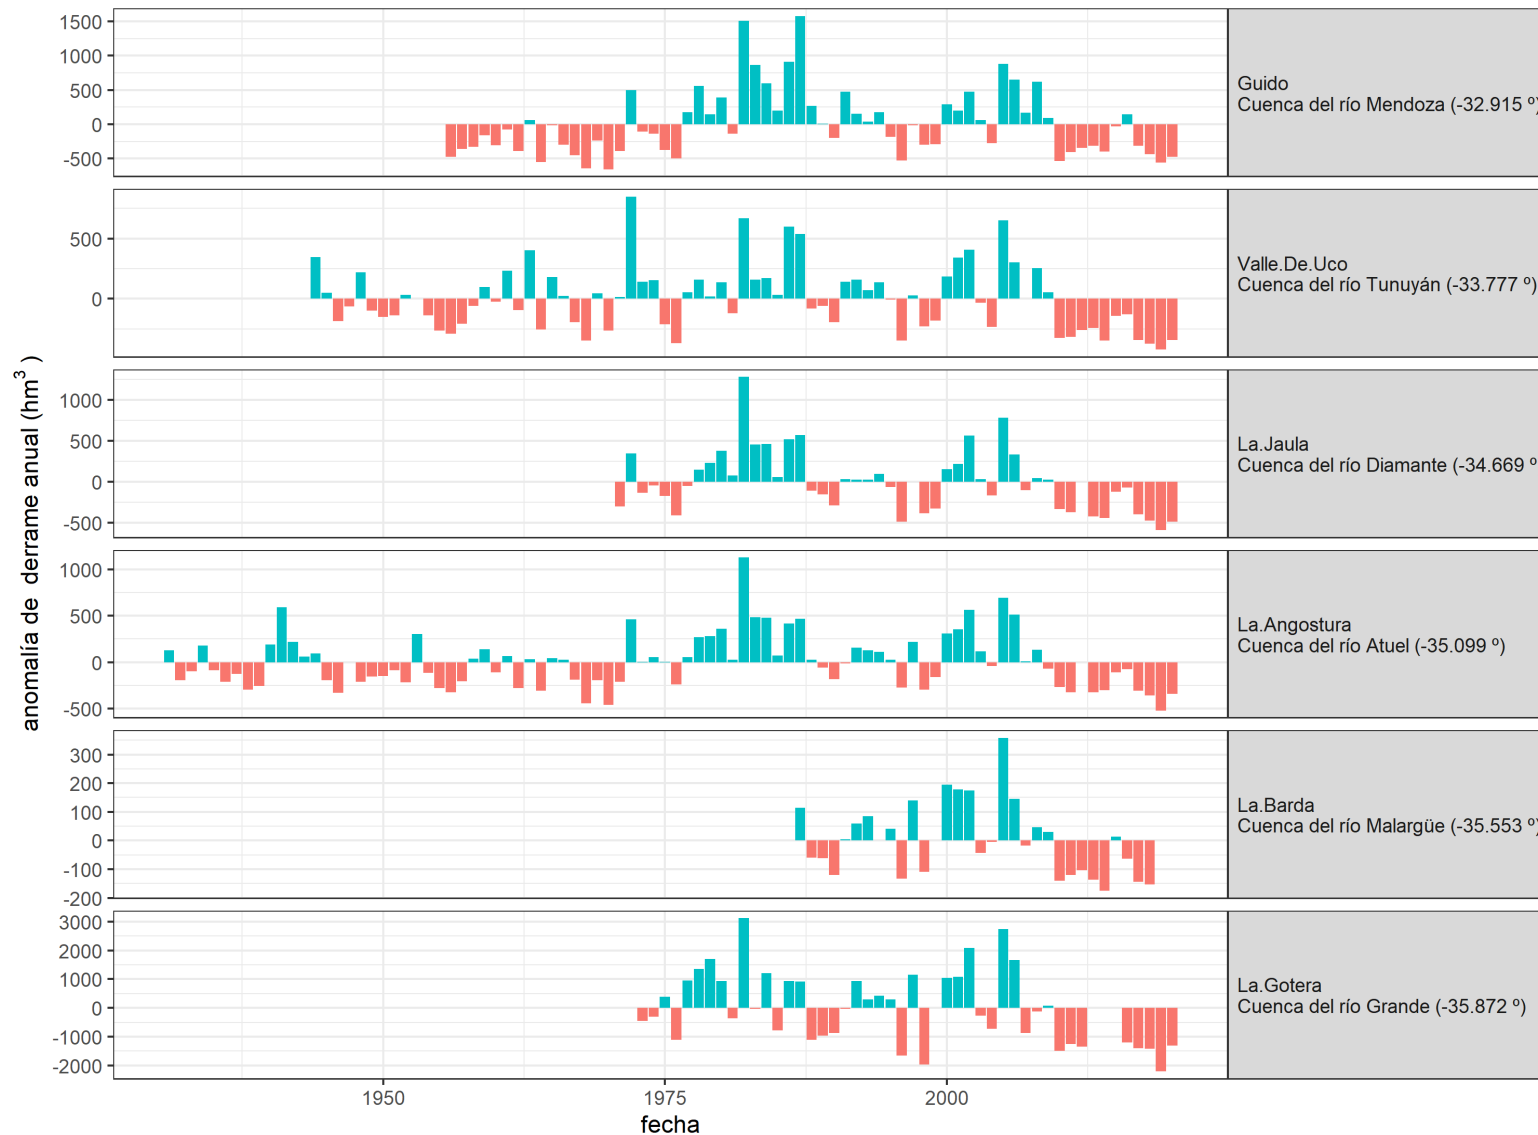 1500
1000
500
0
-500
Guido
Cuenca del río Mendoza (-32.915 º)
500
0
Valle.De.Uco
Cuenca del río Tunuyán (-33.777 º)
1000
500
0
-500
La.Jaula
Cuenca del río Diamante (-34.669 º
anomalía de derrame anual (hm³)
1000
500
0
-500
La.Angostura
Cuenca del río Atuel (-35.099 º)
300
200
100
0
-100
-200
La.Barda
Cuenca del río Malargüe (-35.553 º)
3000
2000
1000
0
-1000
-2000
La.Gotera
Cuenca del río Grande (-35.872 º)
1950
1975
2000
fecha